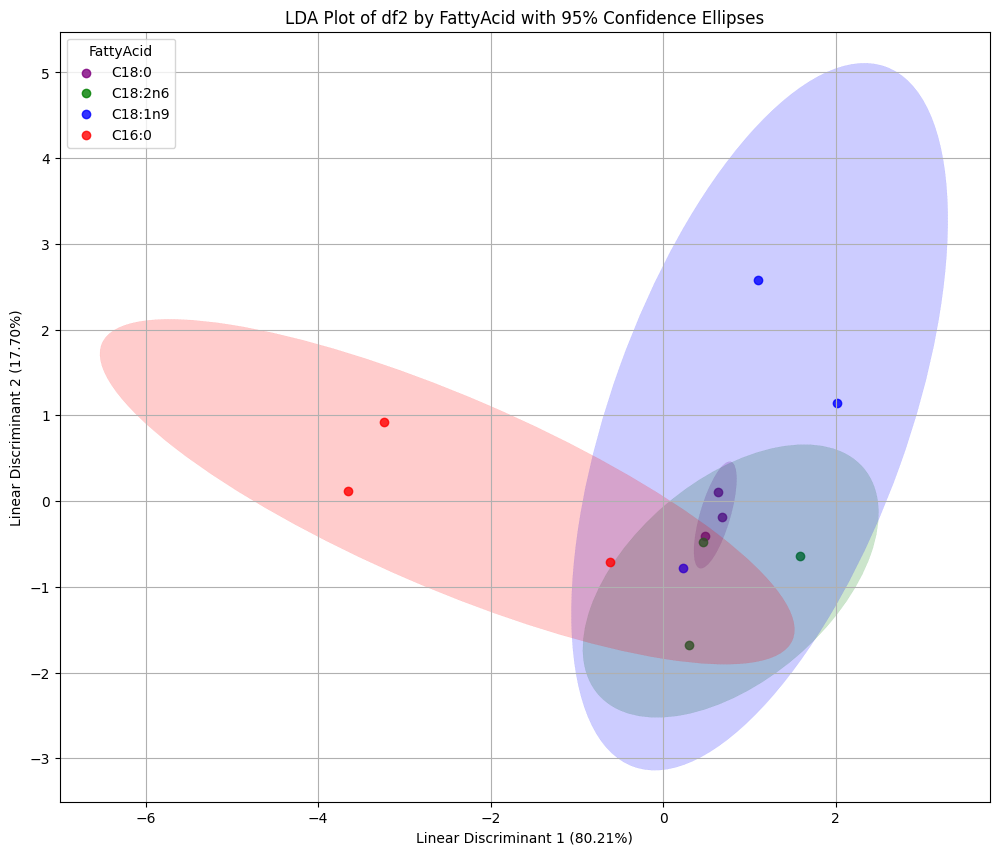 LDA Plot of df2 by FattyAcid with 95% Confidence Ellipses
FattyAcid
C18:0
C18:2n6
C18:1n9
C16:0
5
4
3
2
1
0
−1
−2
−3
Linear Discriminant 2 (17.70%)
−6
−4
−2
0
2
Linear Discriminant 1 (80.21%)